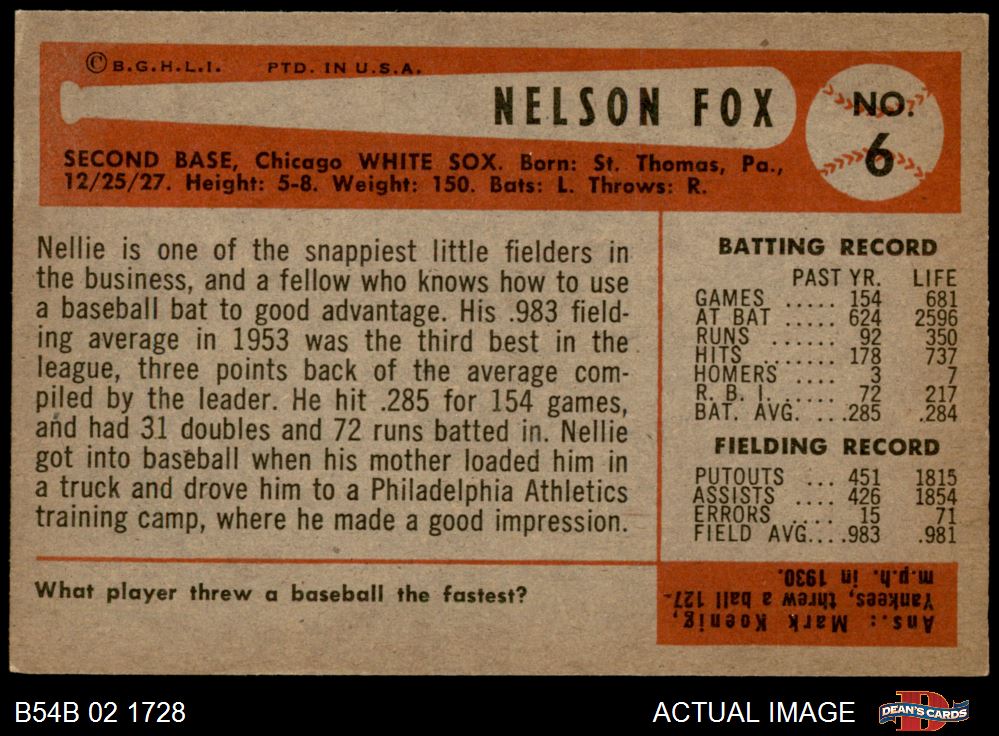 © B.G.H.L.I. PTD. IN U.S.A.
NELSON FOX
NO.
6
SECOND BASE, Chicago WHITE SOX. Born: St. Thomas, Pa.,
12/25/27. Height: 5-8. Weight: 150. Bats: L. Throws: R.
Nellie is one of the snappiest little fielders in
the business, and a fellow who knows how to use
a baseball bat to good advantage. His .983 field-
ing average in 1953 was the third best in the
league, three points back of the average com-
piled by the leader. He hit .285 for 154 games,
and had 31 doubles and 72 runs batted in. Nellie
got into baseball when his mother loaded him in
a truck and drove him to a Philadelphia Athletics
training camp, where he made a good impression.
BATTING RECORD
PAST YR. LIFE
GAMES ..... 154 681
AT BAT ..... 624 2596
RUNS ...... 92 350
HITS ....... 178 737
HOMERS .... 3 7
R. B. I. ..... 72 217
BAT. AVG. ... .285 .284
FIELDING RECORD
PUTOUTS ... 451 1815
ASSISTS .... 426 1854
ERRORS ..... 15 71
FIELD AVG.... .983 .981
What player threw a baseball the fastest?
Ans.: Mark Koenig,
Yankees, threw a ball 127
m.p.h. in 1930.
B54B 02 1728
ACTUAL IMAGE
DEAN'S CARDS